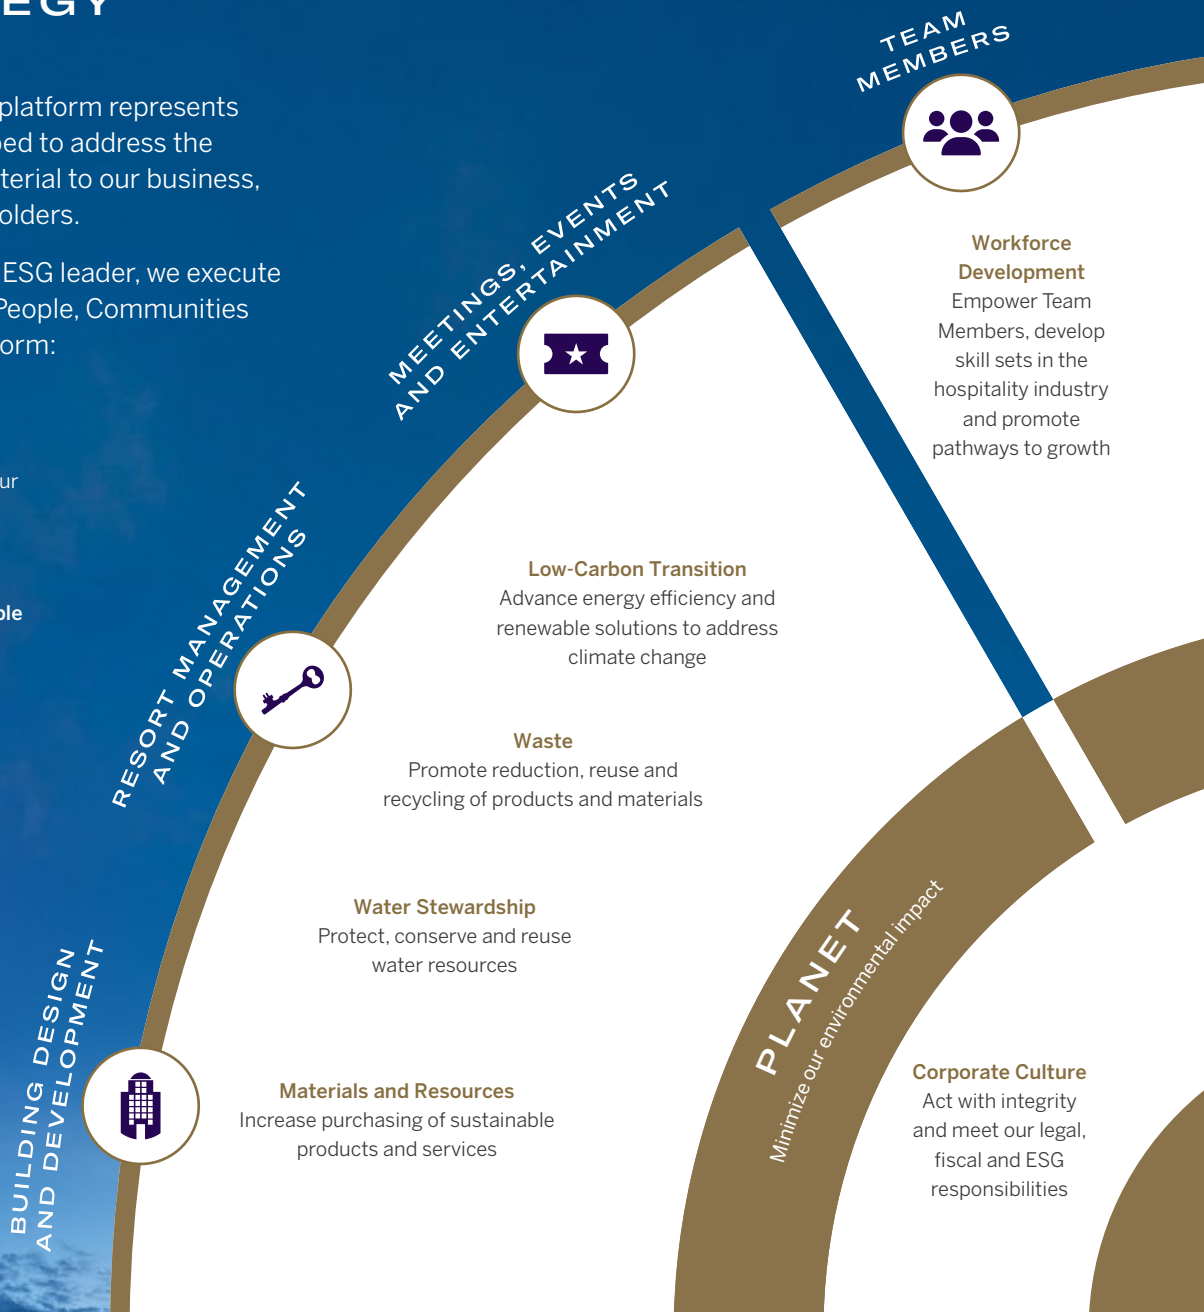 EGY
platform represents
ped to address the
terial to our business,
olders.
ESG leader, we execute
People, Communities
orm:
ur
ble
TEAM
MEMBERS
MEETINGS, EVENTS
AND ENTERTAINMENT
RESORT MANAGEMENT
AND OPERATIONS
BUILDING DESIGN
AND DEVELOPMENT
Workforce
Development
Empower Team
Members, develop
skill sets in the
hospitality industry
and promote
pathways to growth
Low-Carbon Transition
Advance energy efficiency and
renewable solutions to address
climate change
Waste
Promote reduction, reuse and
recycling of products and materials
Water Stewardship
Protect, conserve and reuse
water resources
Materials and Resources
Increase purchasing of sustainable
products and services
PLANET
Minimize our environmental impact
Corporate Culture
Act with integrity
and meet our legal,
fiscal and ESG
responsibilities